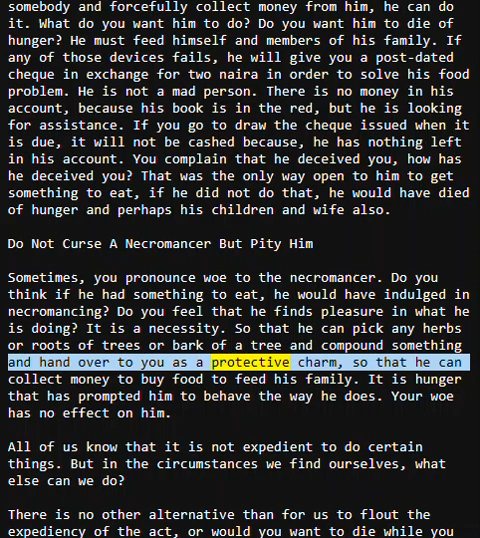 somebody and forcefully collect money from him, he can do
it. What do you want him to do? Do you want him to die of
hunger? He must feed himself and members of his family. If
any of those devices fails, he will give you a post-dated
cheque in exchange for two naira in order to solve his food
problem. He is not a mad person. There is no money in his
account, because his book is in the red, but he is looking
for assistance. If you go to draw the cheque issued when it
is due, it will not be cashed because, he has nothing left
in his account. You complain that he deceived you, how has
he deceived you? That was the only way open to him to get
something to eat, if he did not do that, he would have died
of hunger and perhaps his children and wife also.
Do Not Curse A Necromancer But Pity Him
Sometimes, you pronounce woe to the necromancer. Do you
think if he had something to eat, he would have indulged in
necromancing? Do you feel that he finds pleasure in what he
is doing? It is a necessity. So that he can pick any herbs
or roots of trees or bark of a tree and compound something
and hand over to you as a protective charm, so that he can
collect money to buy food to feed his family. It is hunger
that has prompted him to behave the way he does. Your woe
has no effect on him.
All of us know that it is not expedient to do certain
things. But in the circumstances we find ourselves, what
else can we do?
There is no other alternative than for us to flout the
expediency of the act, or would you want to die while you